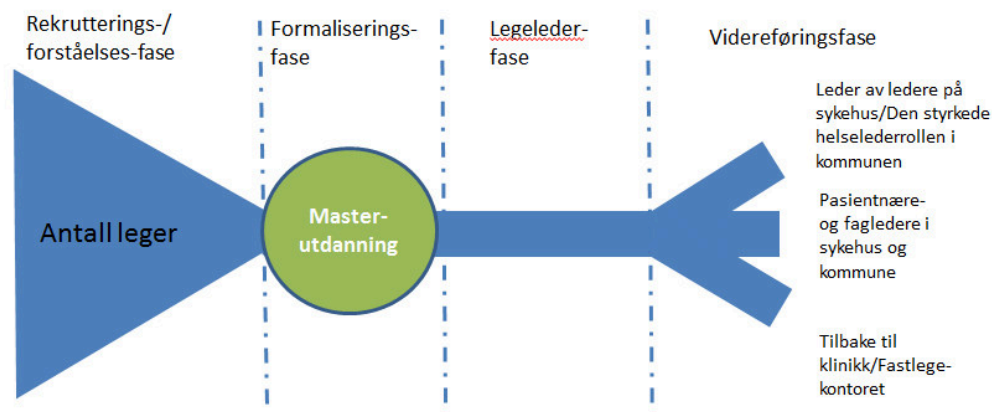 Rekrutterings-/
forståelses-fase
Formaliserings-
fase
Legeleder-
fase
Videreføringsfase
Antall leger
Master-
utdanning
Leder av ledere på
sykehus/Den styrkede
helselederrollen i
kommunen
Pasientnære-
og fagledere i
sykehus og
kommune
Tilbake til
klinikk/Fastlege-
kontoret